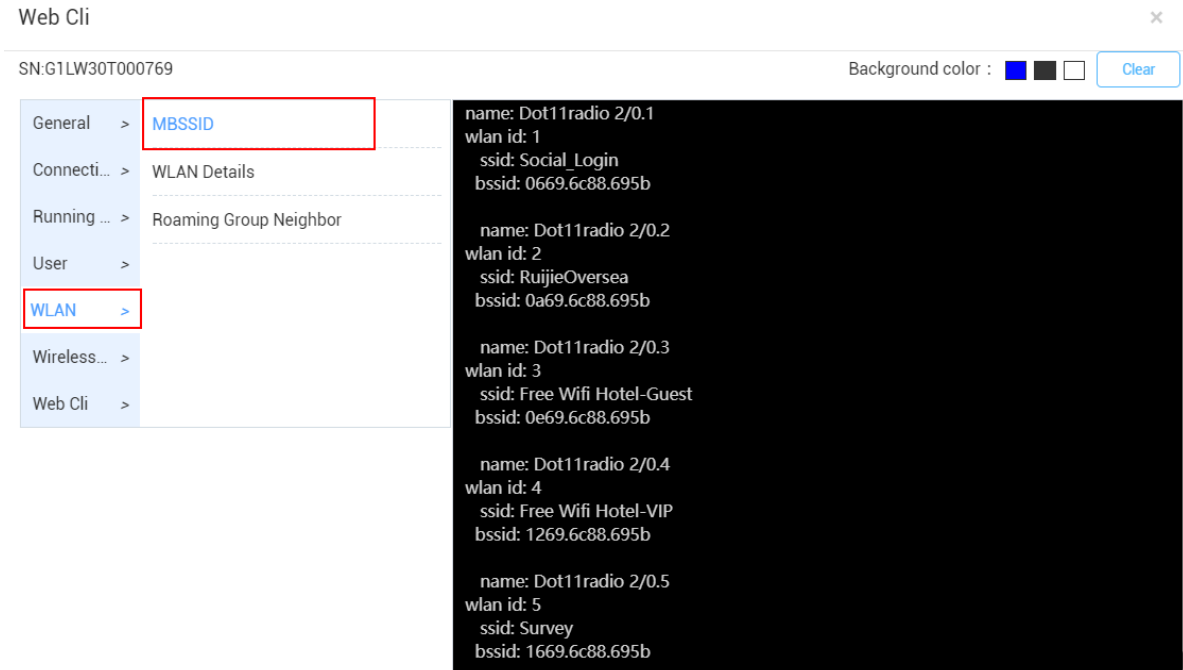 Web Cli
×
SN:G1LW30T000769
Background color :
Clear
General >
Connecti... >
Running ... >
User >
WLAN >
Wireless... >
Web Cli >
MBSSID
WLAN Details
Roaming Group Neighbor
name: Dot11radio 2/0.1
wlan id: 1
ssid: Social_Login
bssid: 0669.6c88.695b
name: Dot11radio 2/0.2
wlan id: 2
ssid: RuijieOversea
bssid: 0a69.6c88.695b
name: Dot11radio 2/0.3
wlan id: 3
ssid: Free Wifi Hotel-Guest
bssid: 0e69.6c88.695b
name: Dot11radio 2/0.4
wlan id: 4
ssid: Free Wifi Hotel-VIP
bssid: 1269.6c88.695b
name: Dot11radio 2/0.5
wlan id: 5
ssid: Survey
bssid: 1669.6c88.695b